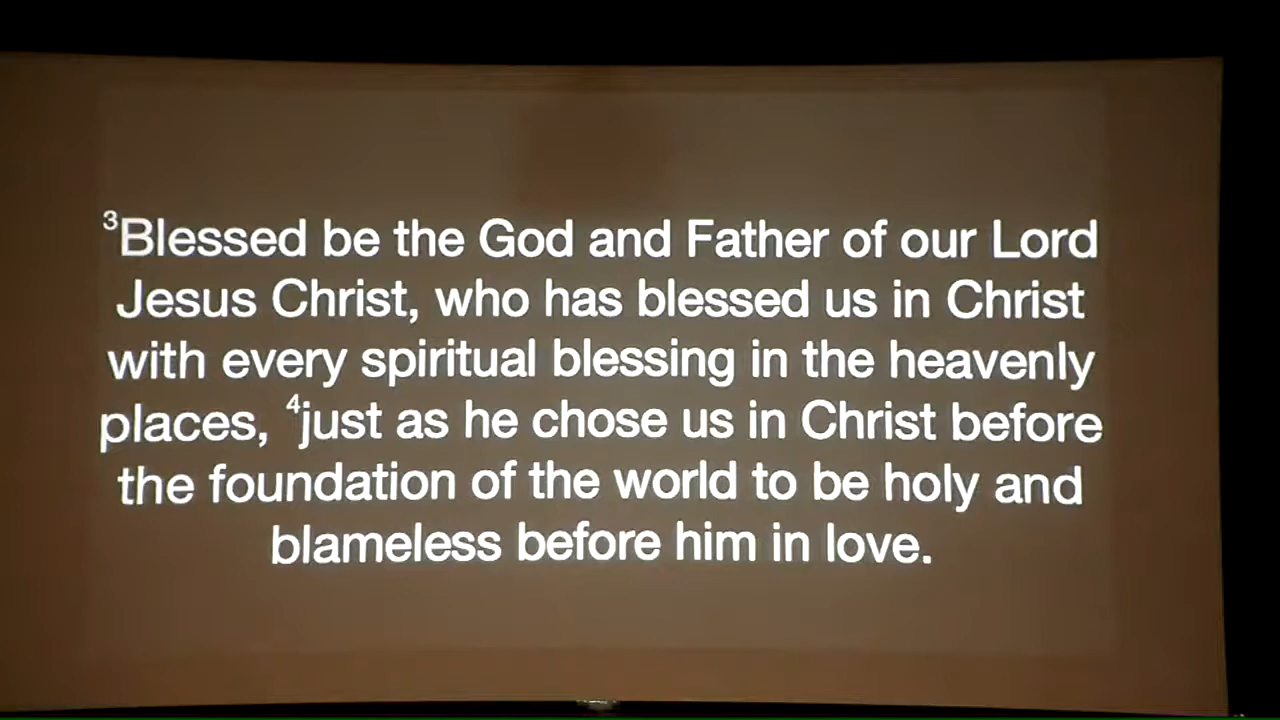 ³Blessed be the God and Father of our Lord
Jesus Christ, who has blessed us in Christ
with every spiritual blessing in the heavenly
places, ⁴just as he chose us in Christ before
the foundation of the world to be holy and
blameless before him in love.